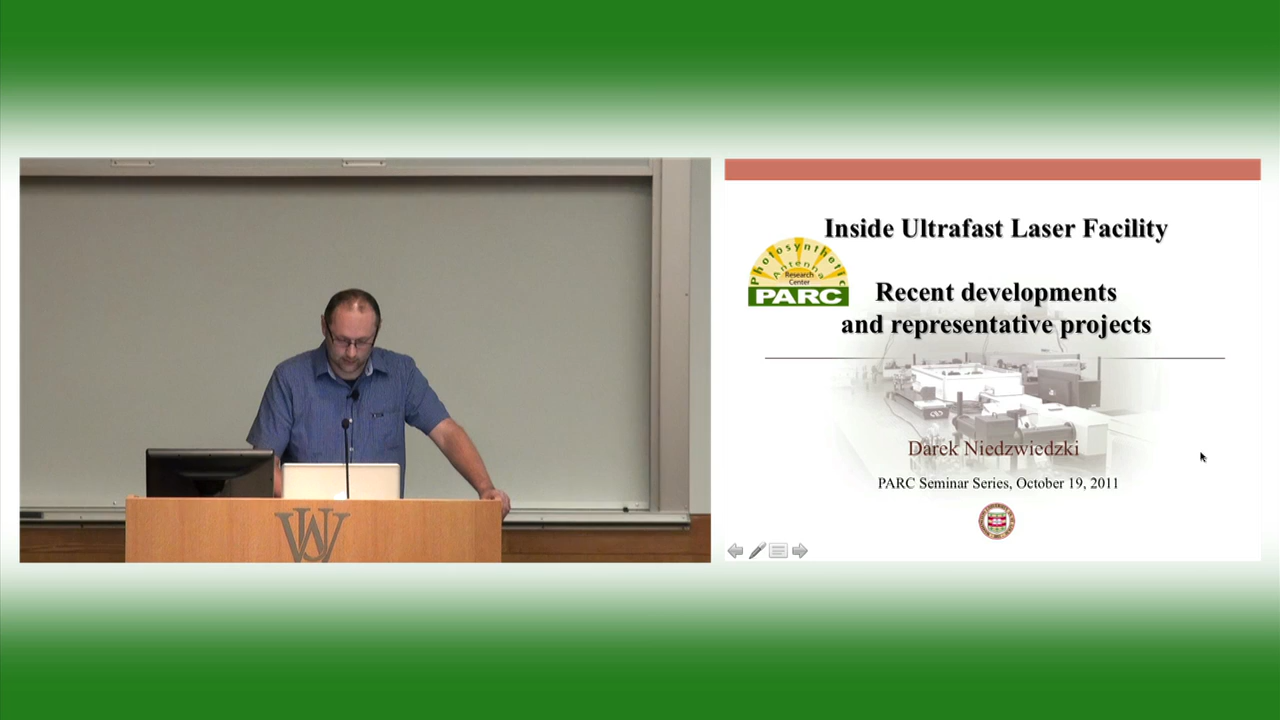 WU
Inside Ultrafast Laser Facility
Photosynthetic
Antenna
Research
Center
PARC
Recent developments
and representative projects
Darek Niedzwiedzki
PARC Seminar Series, October 19, 2011